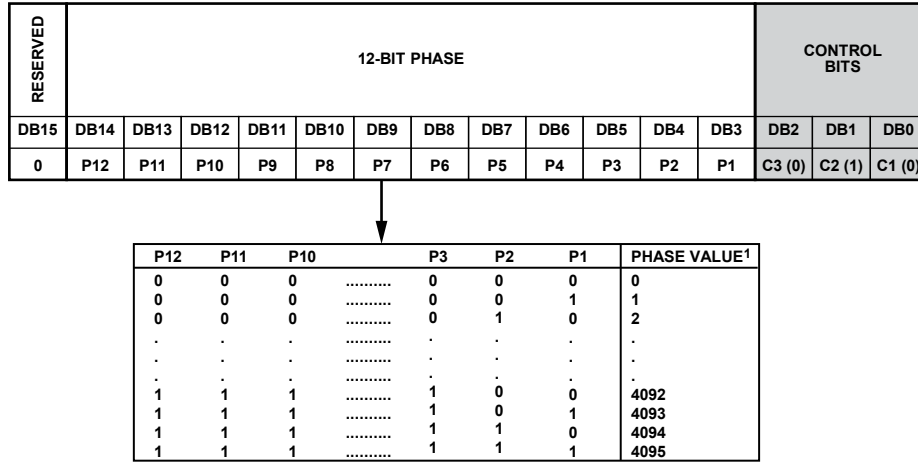 RESERVED
12-BIT PHASE
CONTROL
BITS
DB15 DB14 DB13 DB12 DB11 DB10 DB9 DB8 DB7 DB6 DB5 DB4 DB3 DB2 DB1 DB0
0 P12 P11 P10 P9 P8 P7 P6 P5 P4 P3 P2 P1 C3 (0) C2 (1) C1 (0)
P12 P11 P10 P3 P2 P1 PHASE VALUE1
0 0 0 .......... 0 0 0 0
0 0 0 .......... 0 0 1 1
0 0 0 .......... 0 1 0 2
. . . .......... . . . .
. . . .......... . . . .
. . . .......... . . . .
1 1 1 .......... 1 0 0 4092
1 1 1 .......... 1 0 1 4093
1 1 1 .......... 1 1 0 4094
1 1 1 .......... 1 1 1 4095